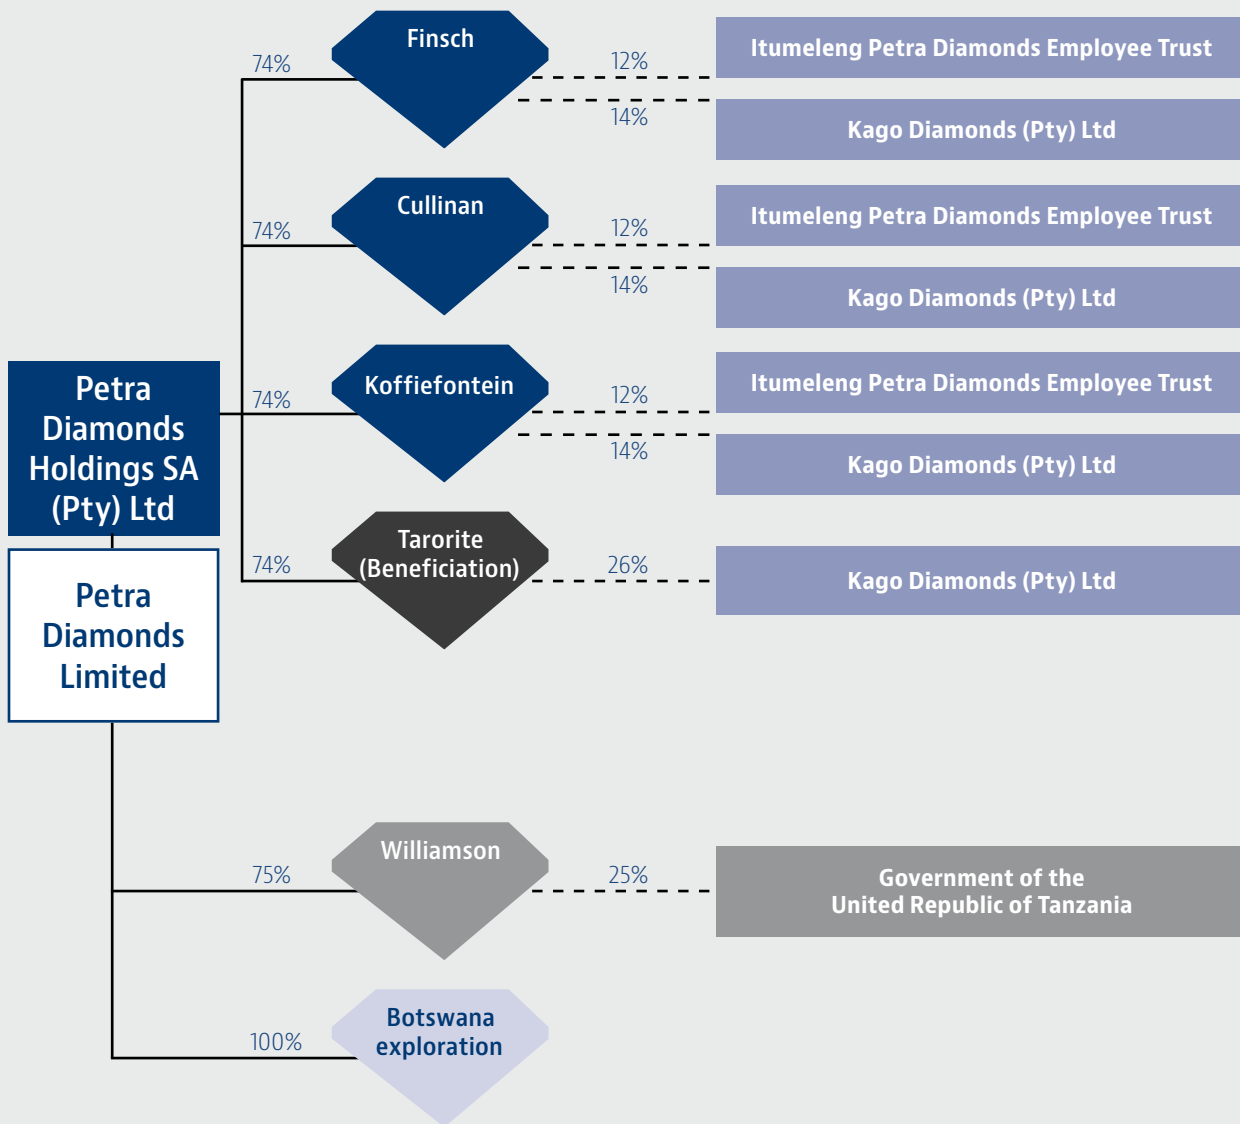 Finsch
74%
12%
Itumeleng Petra Diamonds Employee Trust
14%
Kago Diamonds (Pty) Ltd
Cullinan
74%
12%
Itumeleng Petra Diamonds Employee Trust
14%
Kago Diamonds (Pty) Ltd
Petra
Diamonds
Holdings SA
(Pty) Ltd
Koffiefontein
74%
12%
Itumeleng Petra Diamonds Employee Trust
14%
Kago Diamonds (Pty) Ltd
Tarorite
(Beneficiation)
74%
26%
Kago Diamonds (Pty) Ltd
Petra
Diamonds
Limited
Williamson
75%
25%
Government of the
United Republic of Tanzania
Botswana
exploration
100%